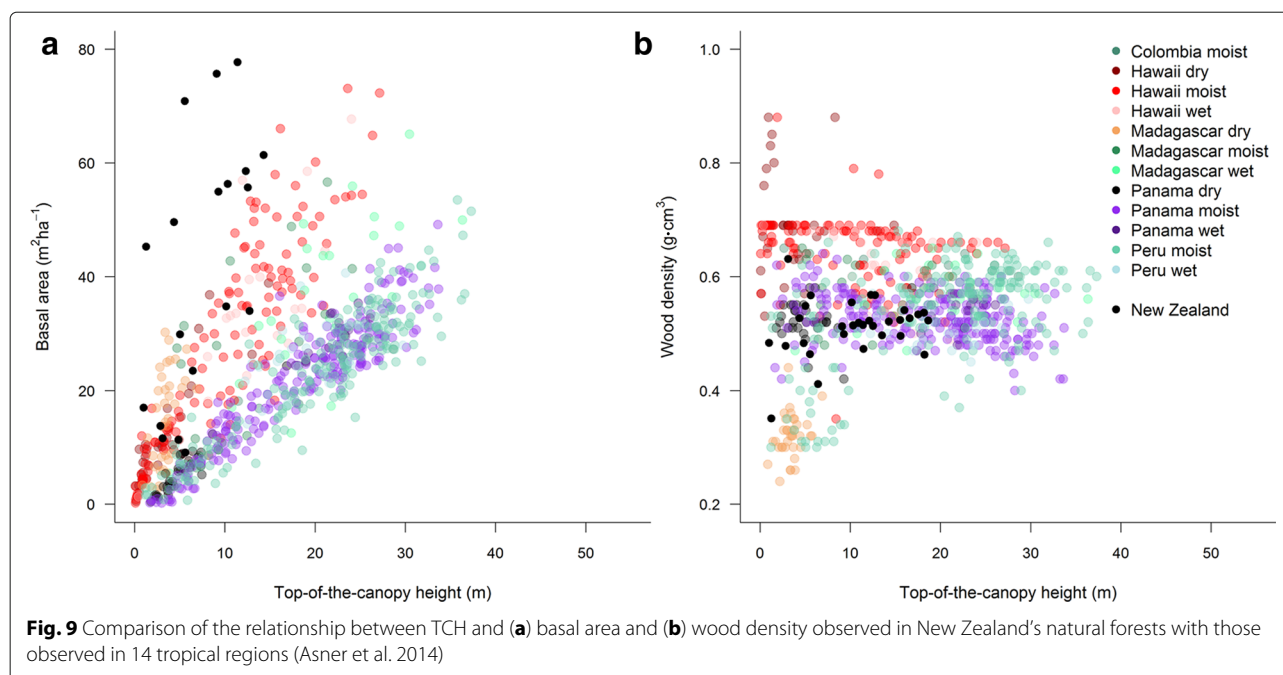 a
80
60
40
20
0
Basal area (m²ha⁻¹)
0 10 20 30 40 50
Top-of-the-canopy height (m)
b
1.0
0.8
0.6
0.4
0.2
Wood density (g·cm³)
0 10 20 30 40 50
Top-of-the-canopy height (m)
Colombia moist
Hawaii dry
Hawaii moist
Hawaii wet
Madagascar dry
Madagascar moist
Madagascar wet
Panama dry
Panama moist
Panama wet
Peru moist
Peru wet
New Zealand
Fig. 9 Comparison of the relationship between TCH and (a) basal area and (b) wood density observed in New Zealand's natural forests with those
observed in 14 tropical regions (Asner et al. 2014)